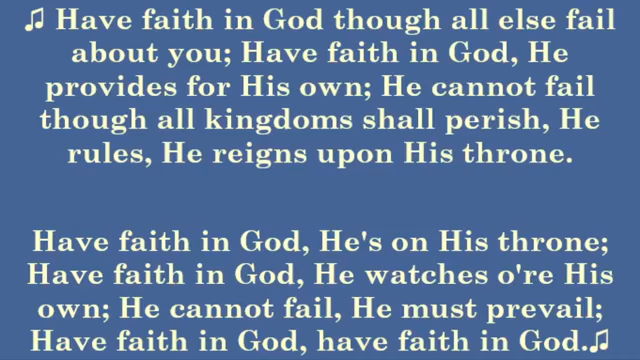 ♫ Have faith in God though all else fail
about you; Have faith in God, He
provides for His own; He cannot fail
though all kingdoms shall perish, He
rules, He reigns upon His throne.
Have faith in God, He's on His throne;
Have faith in God, He watches o're His
own; He cannot fail, He must prevail;
Have faith in God, have faith in God.♫